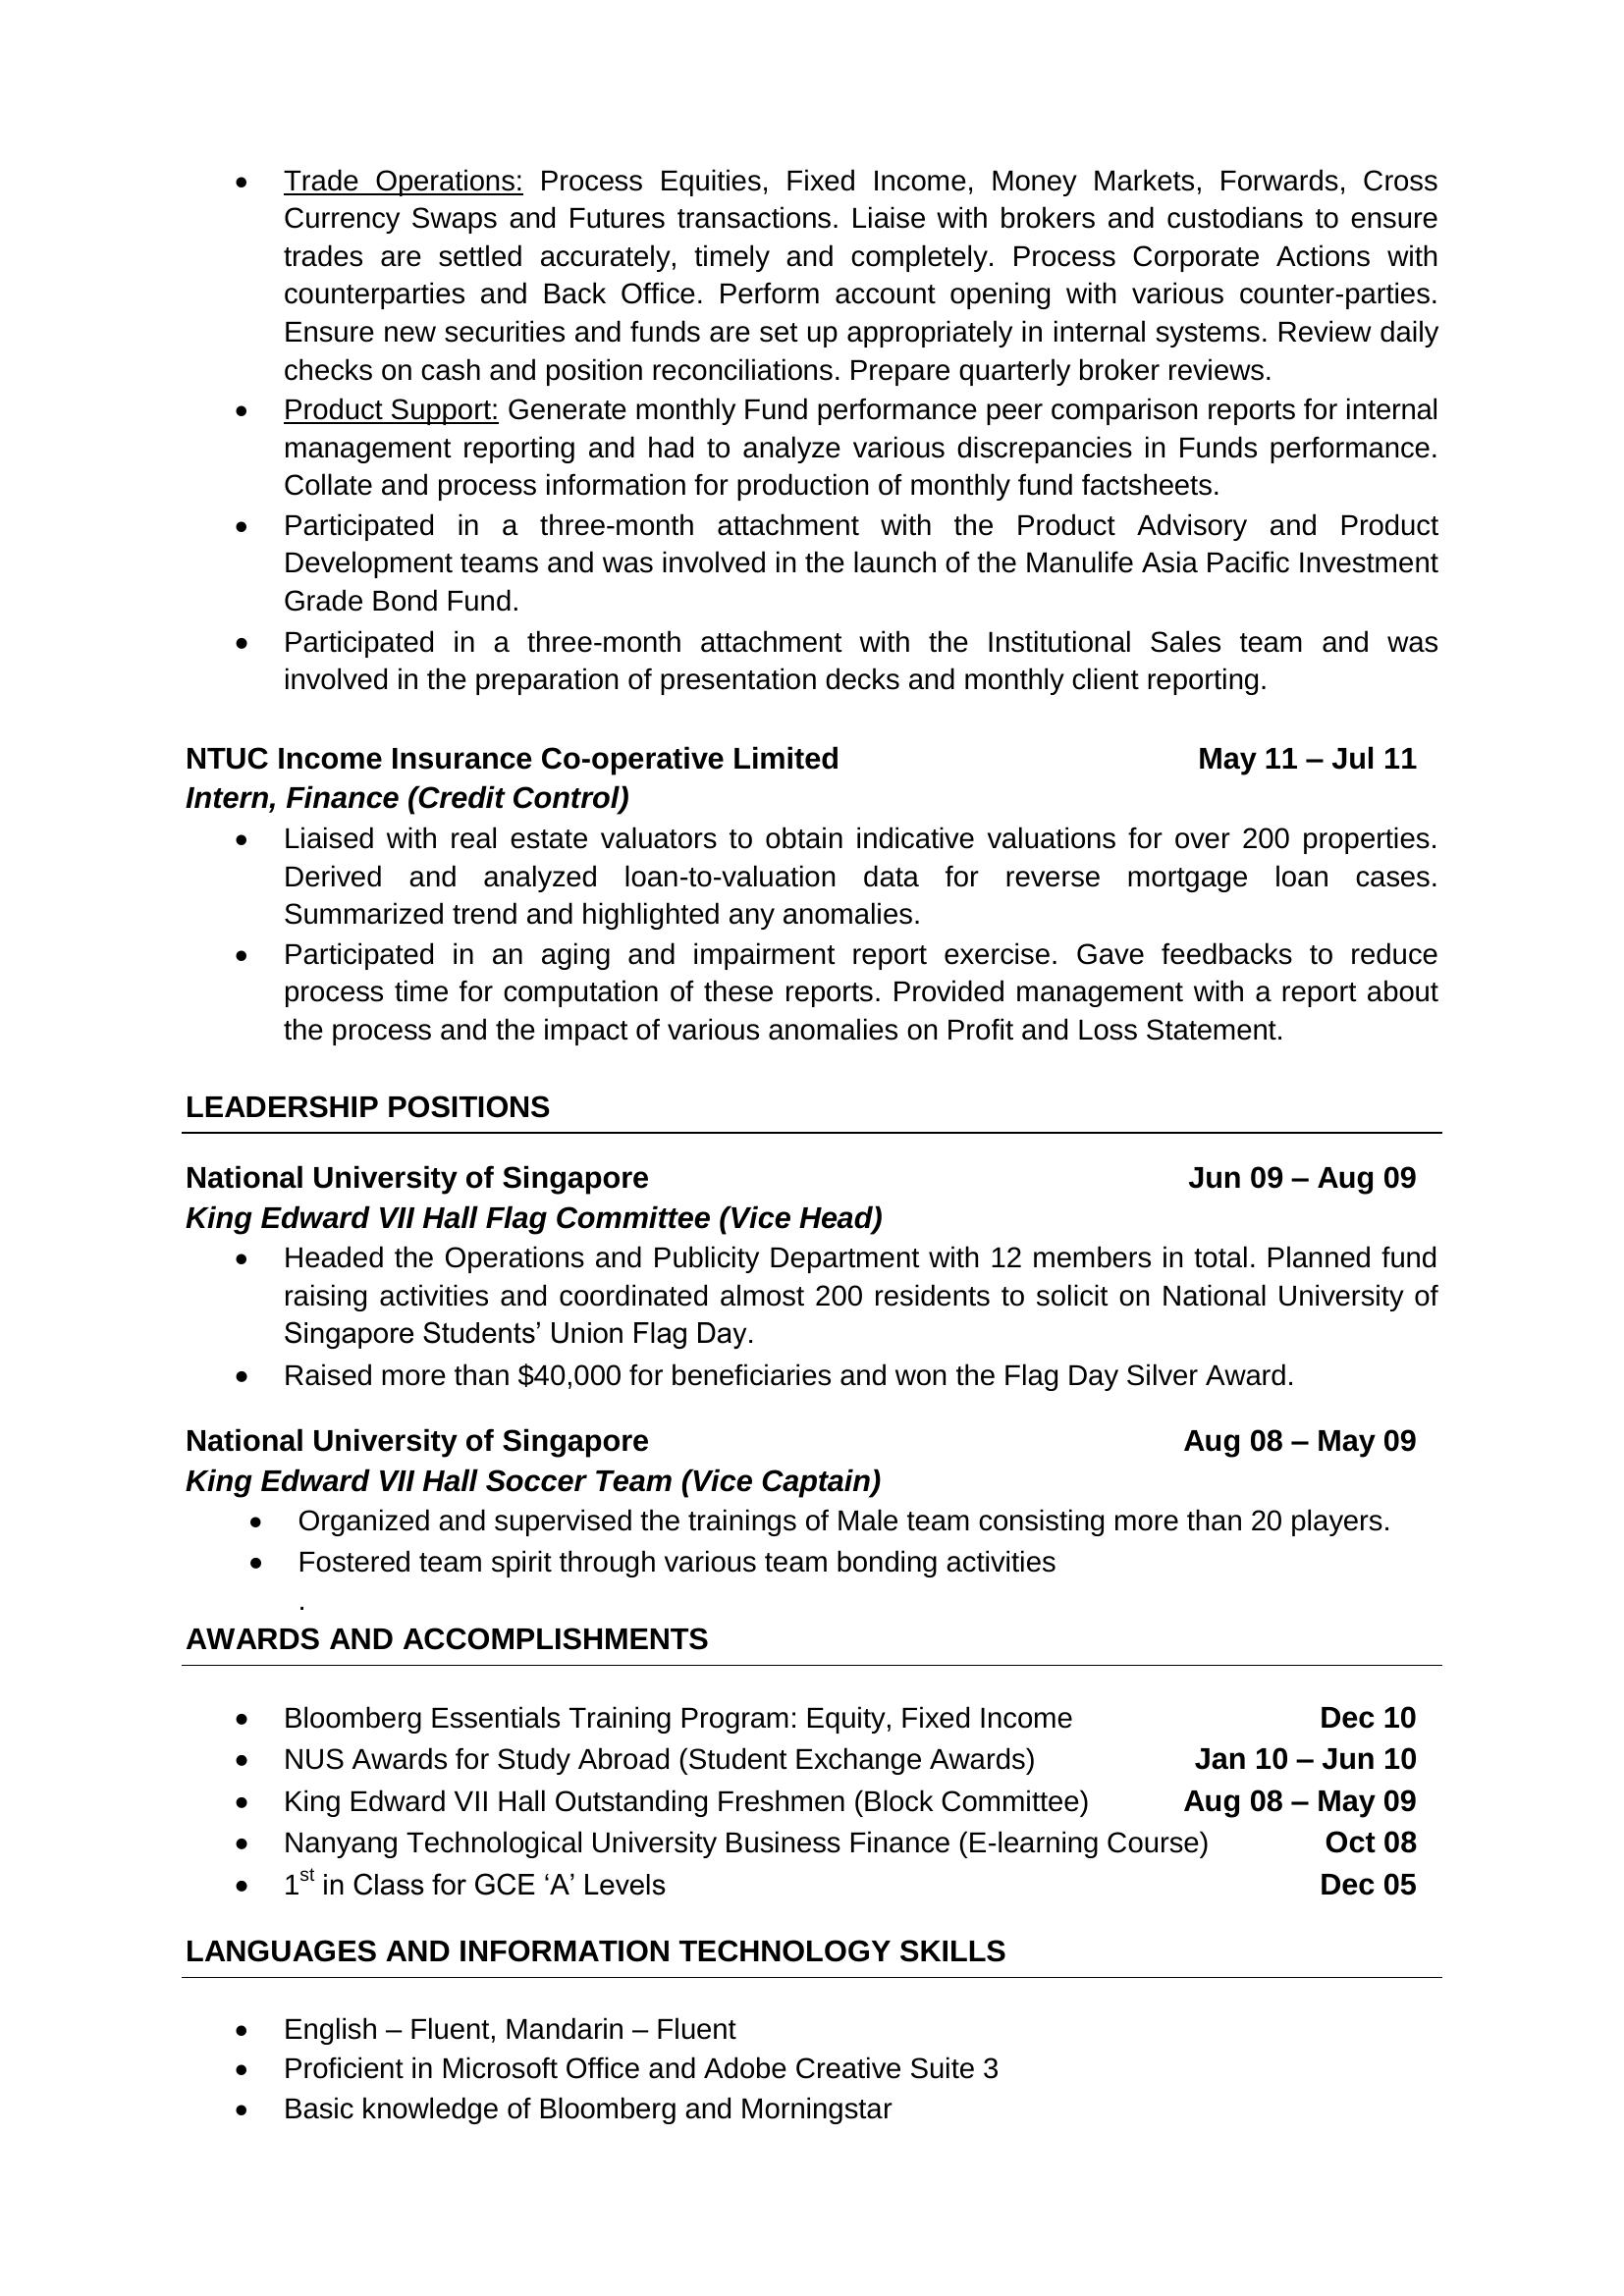 • Trade Operations: Process Equities, Fixed Income, Money Markets, Forwards, Cross
Currency Swaps and Futures transactions. Liaise with brokers and custodians to ensure
trades are settled accurately, timely and completely. Process Corporate Actions with
counterparties and Back Office. Perform account opening with various counter-parties.
Ensure new securities and funds are set up appropriately in internal systems. Review daily
checks on cash and position reconciliations. Prepare quarterly broker reviews.
• Product Support: Generate monthly Fund performance peer comparison reports for internal
management reporting and had to analyze various discrepancies in Funds performance.
Collate and process information for production of monthly fund factsheets.
• Participated in a three-month attachment with the Product Advisory and Product
Development teams and was involved in the launch of the Manulife Asia Pacific Investment
Grade Bond Fund.
• Participated in a three-month attachment with the Institutional Sales team and was
involved in the preparation of presentation decks and monthly client reporting.
NTUC Income Insurance Co-operative Limited May 11 – Jul 11
Intern, Finance (Credit Control)
• Liaised with real estate valuators to obtain indicative valuations for over 200 properties.
Derived and analyzed loan-to-valuation data for reverse mortgage loan cases.
Summarized trend and highlighted any anomalies.
• Participated in an aging and impairment report exercise. Gave feedbacks to reduce
process time for computation of these reports. Provided management with a report about
the process and the impact of various anomalies on Profit and Loss Statement.
LEADERSHIP POSITIONS
National University of Singapore Jun 09 – Aug 09
King Edward VII Hall Flag Committee (Vice Head)
• Headed the Operations and Publicity Department with 12 members in total. Planned fund
raising activities and coordinated almost 200 residents to solicit on National University of
Singapore Students’ Union Flag Day.
• Raised more than $40,000 for beneficiaries and won the Flag Day Silver Award.
National University of Singapore Aug 08 – May 09
King Edward VII Hall Soccer Team (Vice Captain)
• Organized and supervised the trainings of Male team consisting more than 20 players.
• Fostered team spirit through various team bonding activities
.
AWARDS AND ACCOMPLISHMENTS
• Bloomberg Essentials Training Program: Equity, Fixed Income Dec 10
• NUS Awards for Study Abroad (Student Exchange Awards) Jan 10 – Jun 10
• King Edward VII Hall Outstanding Freshmen (Block Committee) Aug 08 – May 09
• Nanyang Technological University Business Finance (E-learning Course) Oct 08
• 1st in Class for GCE ‘A’ Levels Dec 05
LANGUAGES AND INFORMATION TECHNOLOGY SKILLS
• English – Fluent, Mandarin – Fluent
• Proficient in Microsoft Office and Adobe Creative Suite 3
• Basic knowledge of Bloomberg and Morningstar